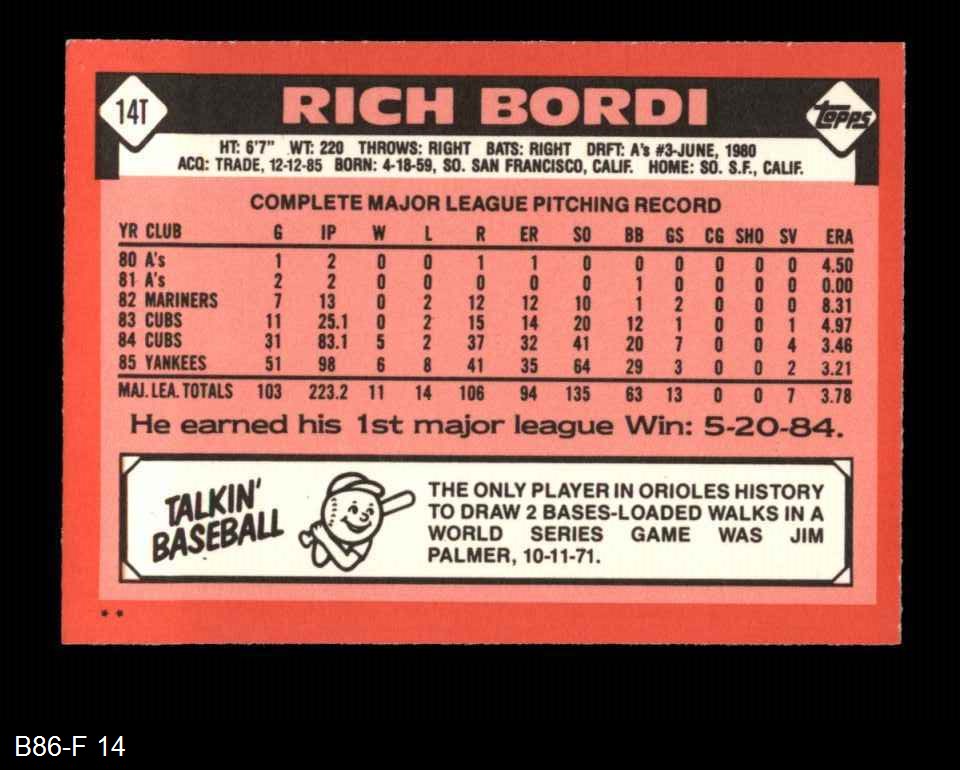 14T
RICH BORDI
Topps
HT: 6'7" WT: 220 THROWS: RIGHT BATS: RIGHT DRFT: A's #3-JUNE, 1980
ACQ: TRADE, 12-12-85 BORN: 4-18-59, SO. SAN FRANCISCO, CALIF. HOME: SO. S.F., CALIF.
COMPLETE MAJOR LEAGUE PITCHING RECORD
YR CLUB G IP W L R ER SO BB GS CG SHO SV ERA
80 A's 1 2 0 0 1 1 0 0 0 0 0 0 4.50
81 A's 2 2 0 0 0 0 0 1 0 0 0 0 0.00
82 MARINERS 7 13 0 2 12 12 10 1 2 0 0 0 8.31
83 CUBS 11 25.1 0 2 15 14 20 12 1 0 0 1 4.97
84 CUBS 31 83.1 5 2 37 32 41 20 7 0 0 4 3.46
85 YANKEES 51 98 6 8 41 35 64 29 3 0 0 2 3.21
MAJ. LEA. TOTALS 103 223.2 11 14 106 94 135 63 13 0 0 7 3.78
He earned his 1st major league Win: 5-20-84.
TALKIN'
BASEBALL
THE ONLY PLAYER IN ORIOLES HISTORY
TO DRAW 2 BASES-LOADED WALKS IN A
WORLD SERIES GAME WAS JIM
PALMER, 10-11-71.
**
B86-F 14